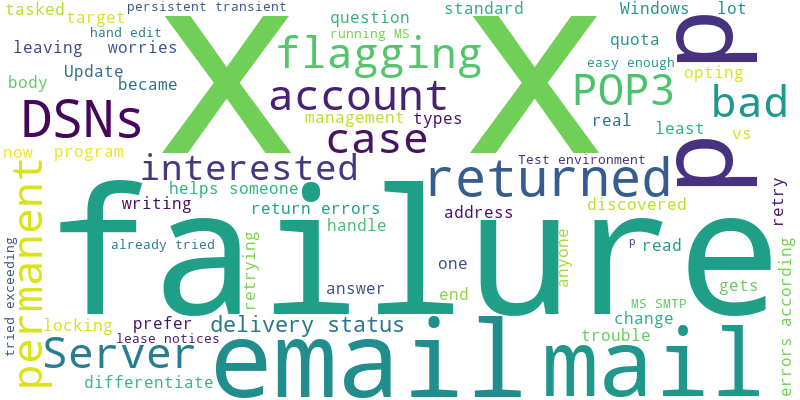 tasked
persistent transient
question
standard
Windows
lot
target
hand edit
running MS
X X
p p
leaving
worries
flagging
quota
easy enough
opting
body
Update
became
account
POP3
bad
DSNs
management
types
real
least
vs
now
program
case
interested
Test environment
returned
permanent
helps someone
writing
return errors
address
discovered
retry
failure
handle
already tried
p
read
tried exceeding
retrying
one
anyone
answer
end
gets
errors according
MS SMTP
locking
prefer
delivery status
change
lease notices
trouble
Server
email
mail
differentiate